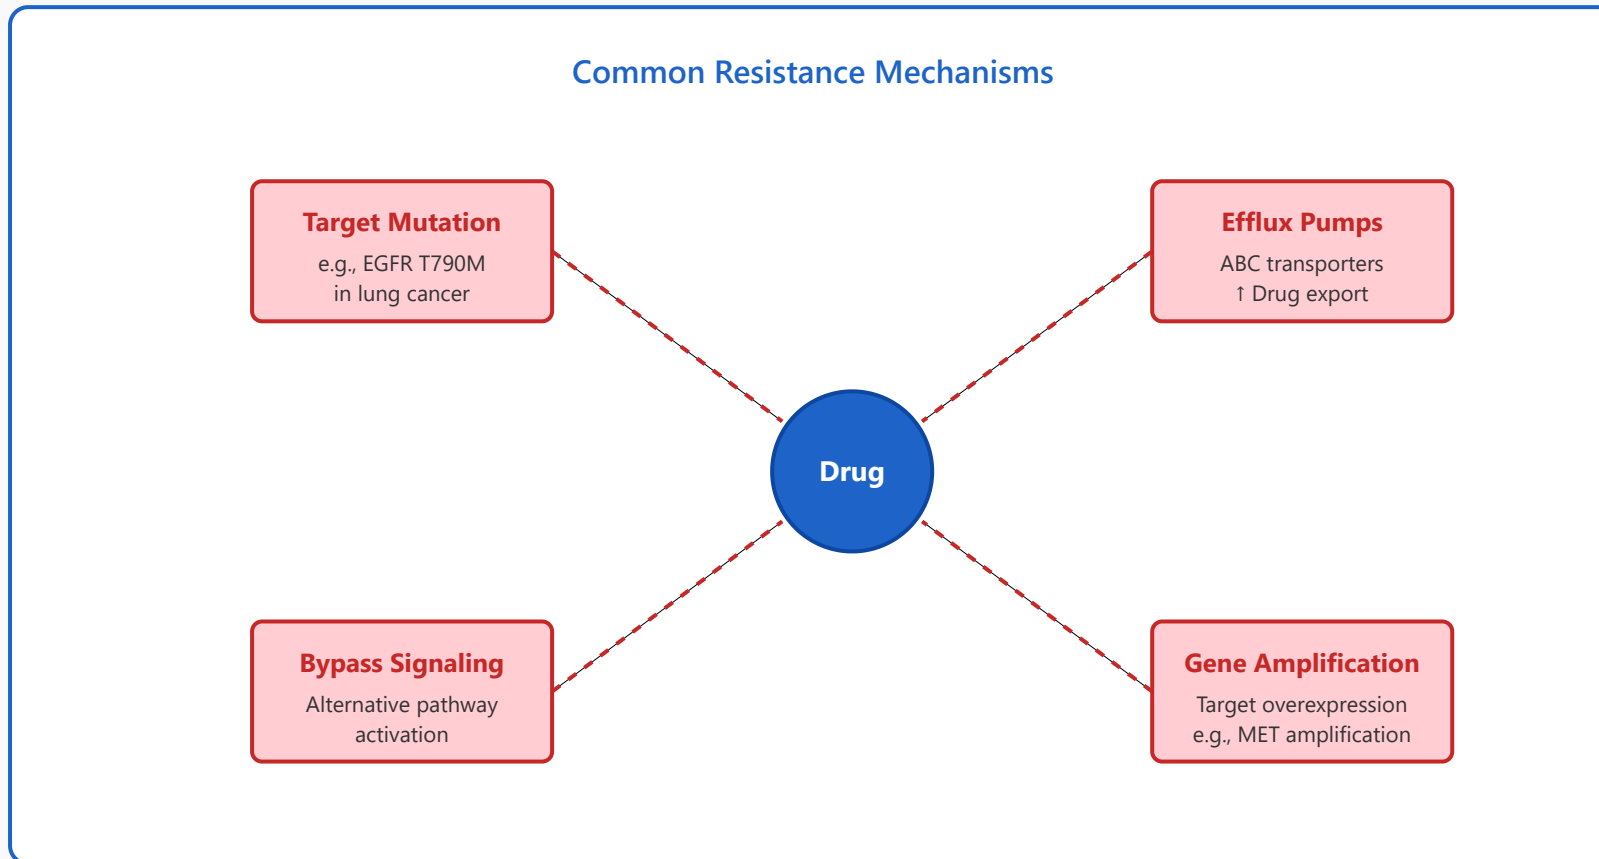 Common Resistance Mechanisms
Target Mutation
e.g., EGFR T790M
in lung cancer
Efflux Pumps
ABC transporters
↑ Drug export
Drug
Bypass Signaling
Alternative pathway
activation
Gene Amplification
Target overexpression
e.g., MET amplification